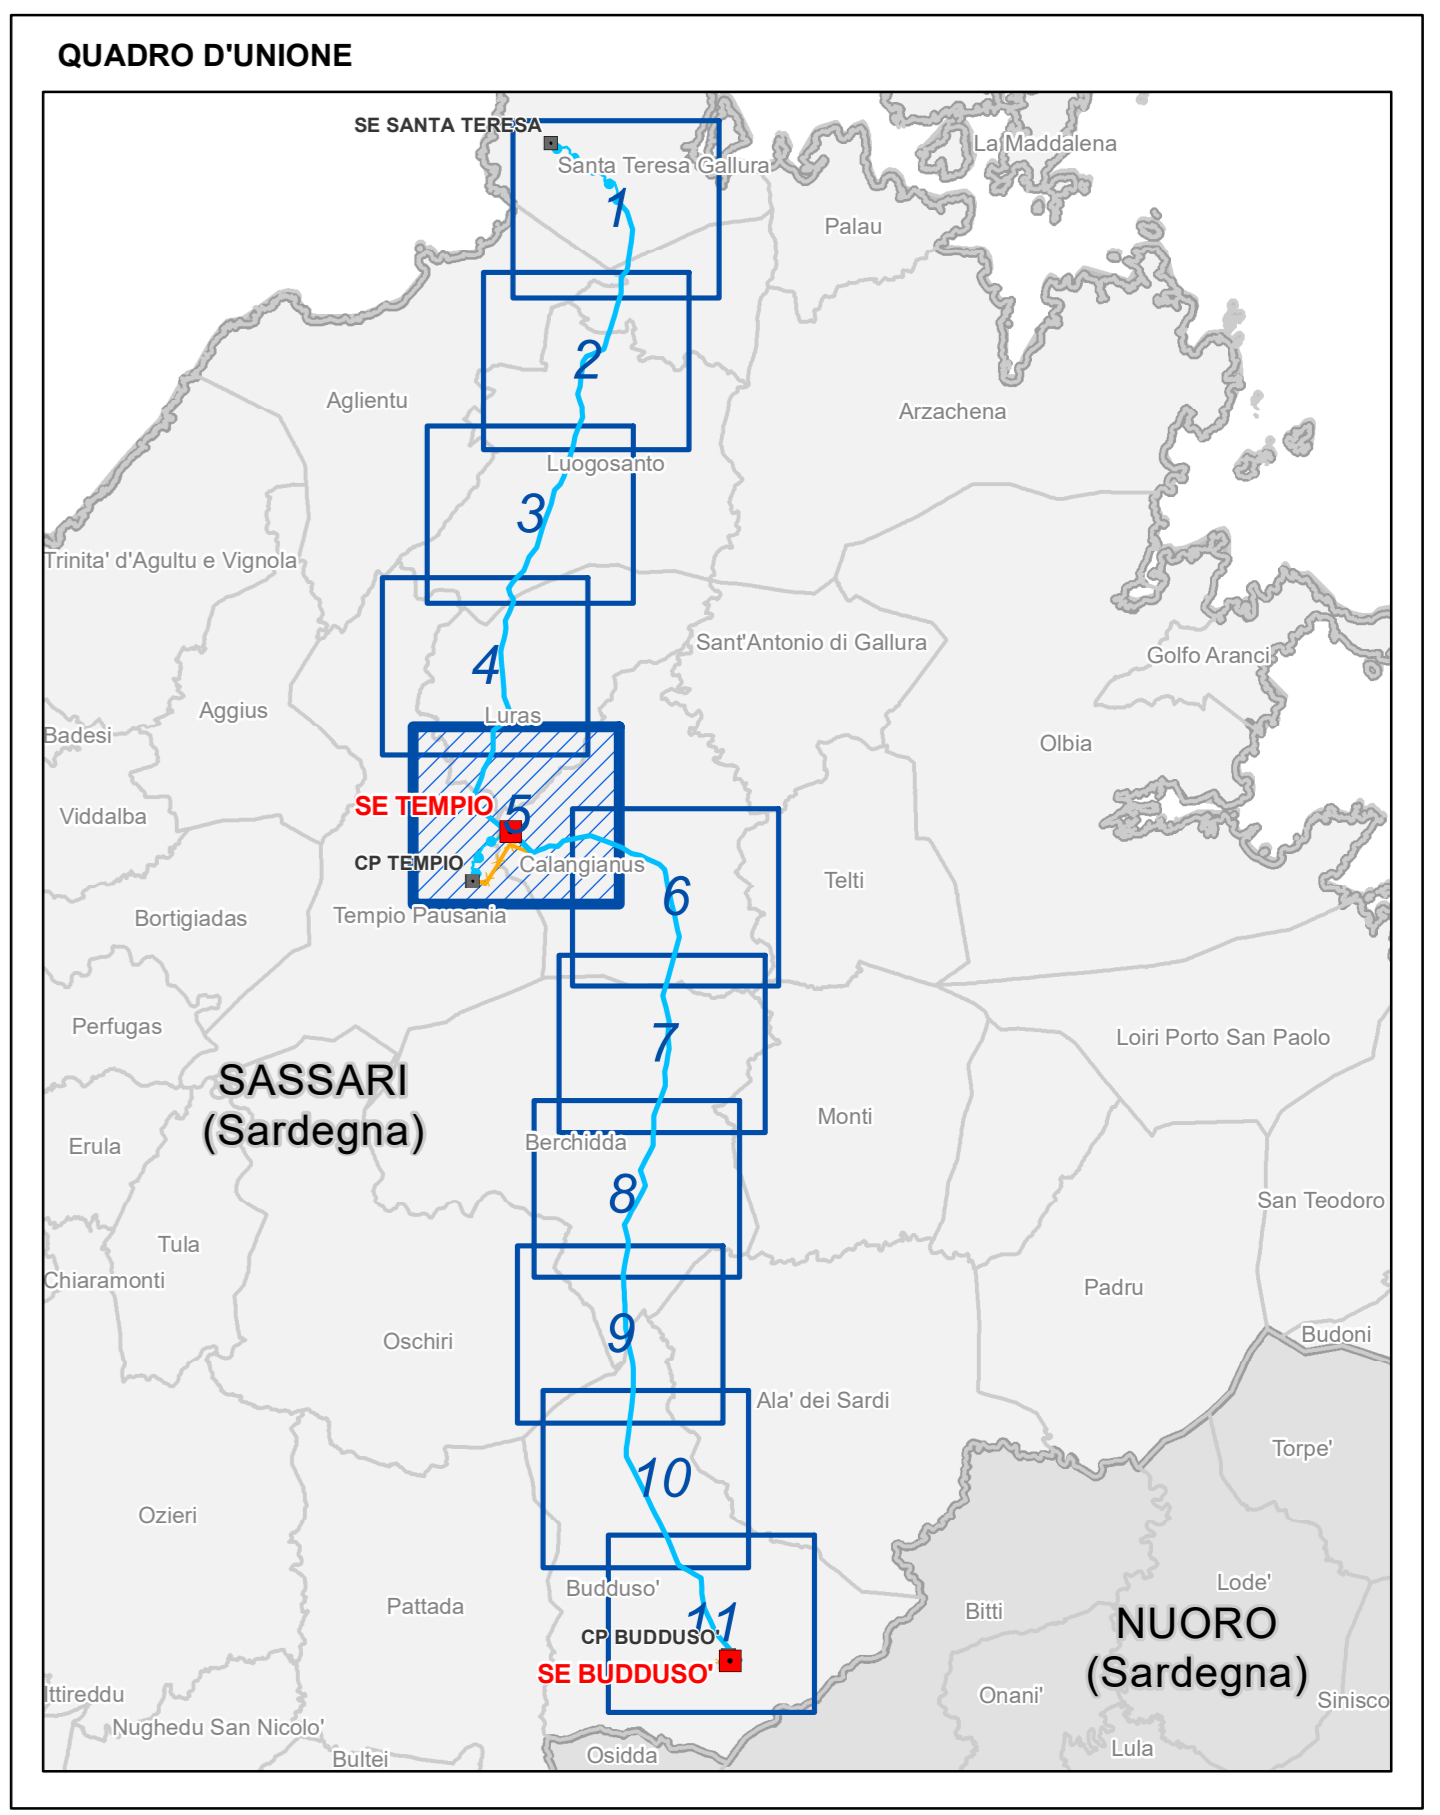 QUADRO D'UNIONE
SE SANTA TERESA
La Maddalena
Santa Teresa Gallura
1
Palau
2
Aglientu
Arzachena
Luogosanto
3
Trinita' d'Agultu e Vignola
Sant'Antonio di Gallura
Golfo Aranci
4
Aggius
Luras
Badesi
Olbia
SE TEMPIO
5
Viddalba
CP TEMPIO
Calangianus
Telti
6
Tempio Pausania
Bortigiadas
Perfugas
Loiri Porto San Paolo
7
SASSARI
(Sardegna)
Monti
Berchidda
Erula
8
San Teodoro
Tula
Chiaramonti
Padru
9
Oschiri
Budoni
Ala' dei Sardi
Torpe'
10
Ozieri
Budduso'
Lode'
Pattada
Bitti
11
NUORO
(Sardegna)
CP BUDDUSO'
SE BUDDUSO'
Ittireddu
Onani'
Sinisco
Nughedu San Nicolo'
Bultei
Osidda
Lula